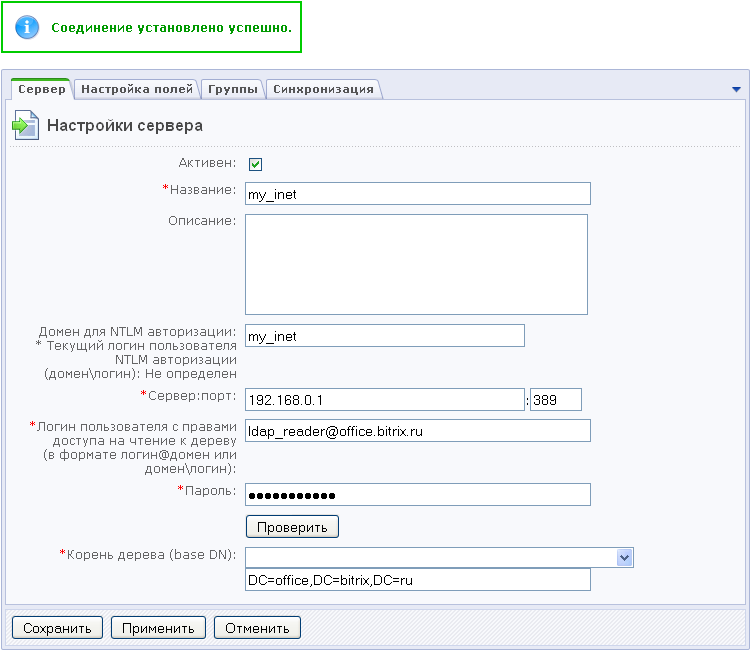 Соединение установлено успешно.
Сервер Настройка полей Группы Синхронизация
Настройки сервера
Активен:
*Название: my_inet
Описание:
Домен для NTLM авторизации: my_inet
* Текущий логин пользователя
NTLM авторизации
(домен\логин): Не определен
*Сервер:порт: 192.168.0.1 : 389
*Логин пользователя с правами ldap_reader@office.bitrix.ru
доступа на чтение к дереву
(в формате логин@домен или
домен\логин):
*Пароль: ●●●●●●●●●●●
Проверить
*Корень дерева (base DN):
DC=office,DC=bitrix,DC=ru
Сохранить Применить Отменить